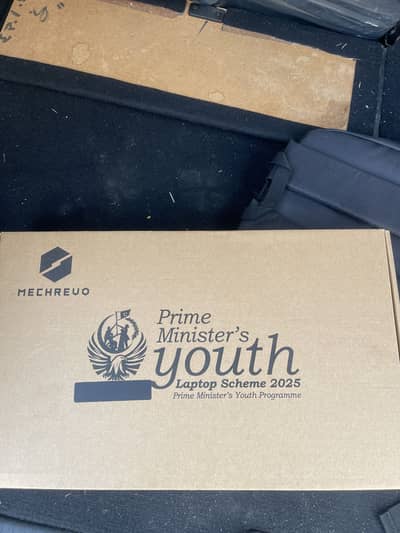 MECHREVO
Prime
Minister's
youth
Laptop Scheme 2025
Prime Minister's Youth Programme